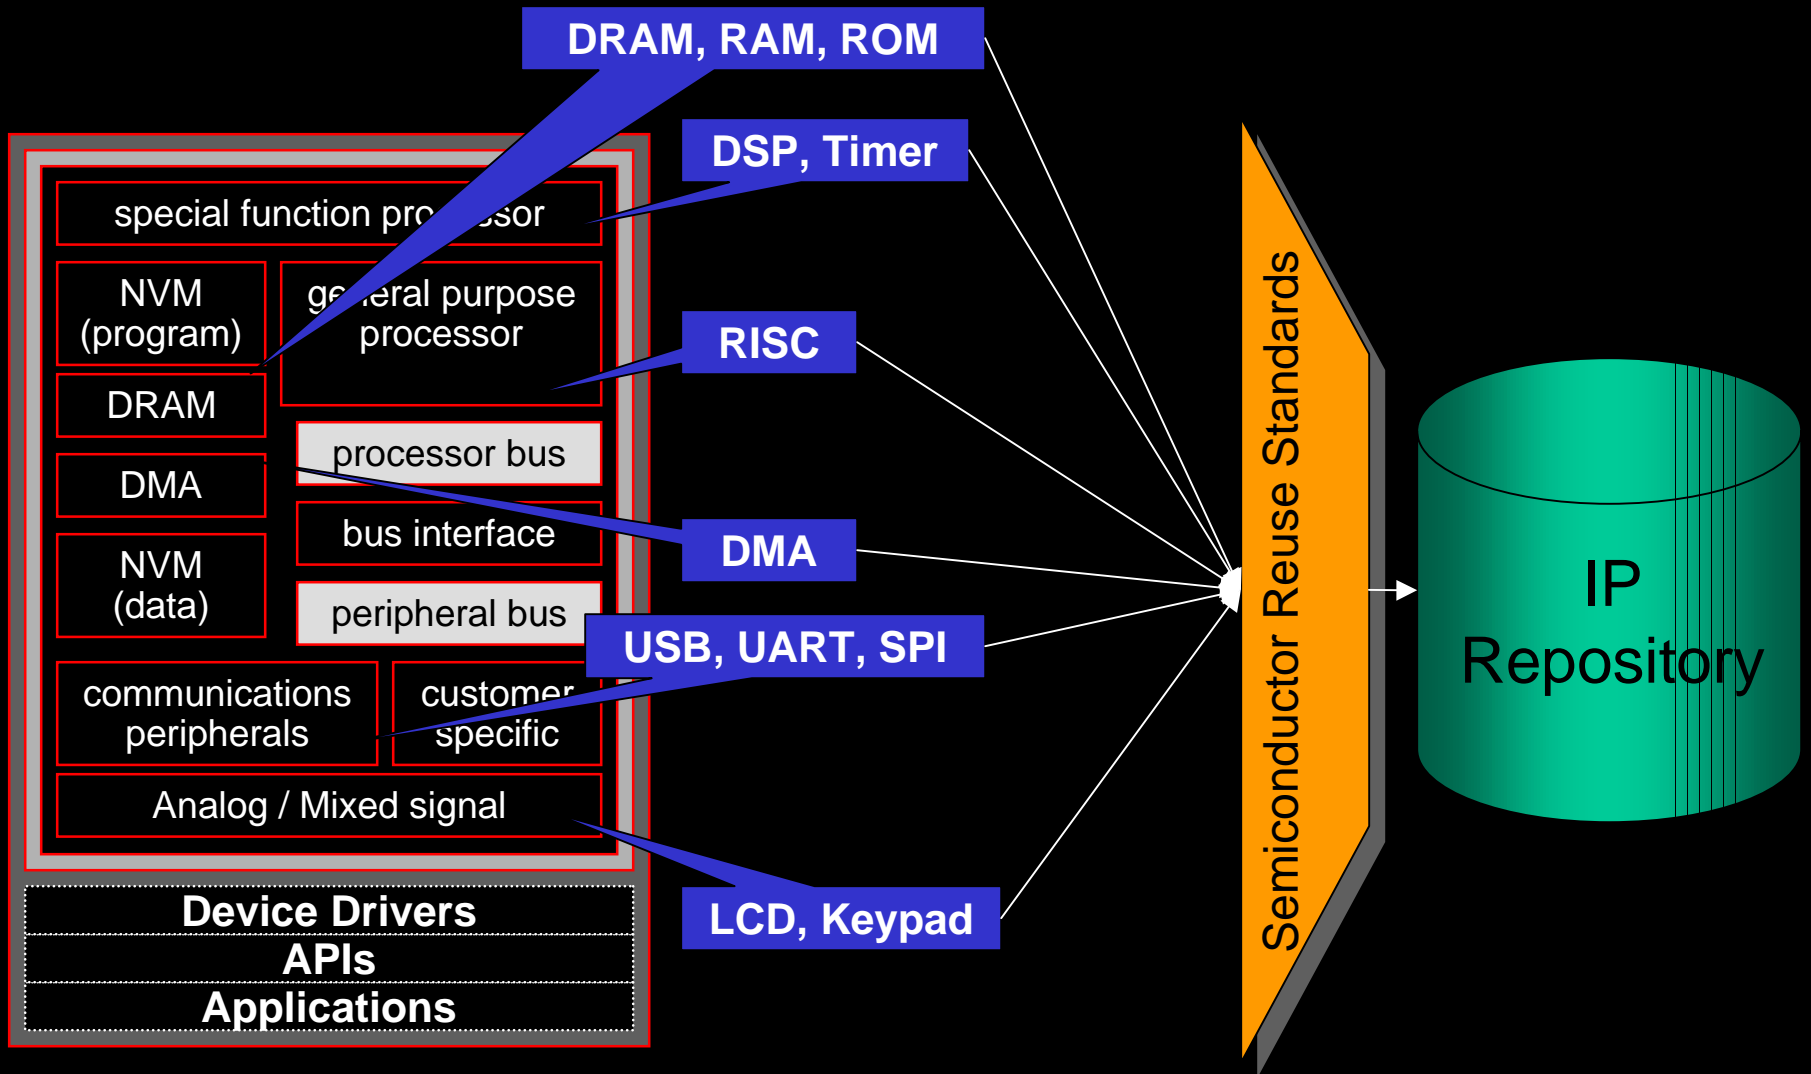 DRAM, RAM, ROM
DSP, Timer
special function processor
NVM
(program)
general purpose
processor
RISC
DRAM
processor bus
DMA
bus interface
DMA
NVM
(data)
peripheral bus
USB, UART, SPI
communications
peripherals
customer
specific
Analog / Mixed signal
LCD, Keypad
Device Drivers
APIs
Applications
Semiconductor Reuse Standards
IP
Repository